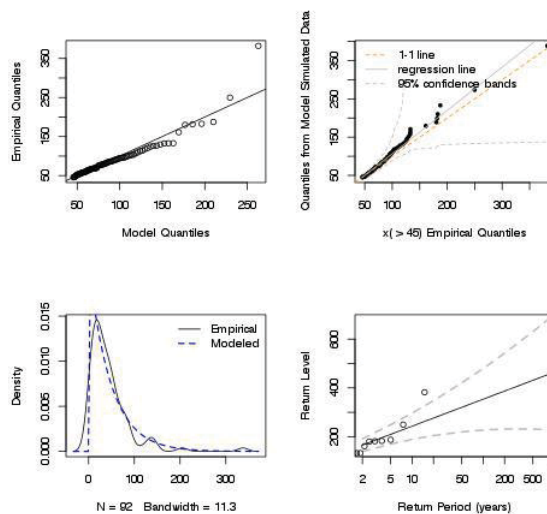 Empirical Quantiles
50 150 250 350
50 100 150 200 250
Model Quantiles
Quantiles from Model Simulated Data
50 150 250 350
1-1 line
regression line
95% confidence bands
50 100 200 300
x( > 45) Empirical Quantiles
Density
0.000 0.005 0.010 0.015
Empirical
Modeled
0 100 200 300
N = 92 Bandwidth = 11.3
Return Level
200 400 600
2 5 10 50 200 500
Return Period (years)